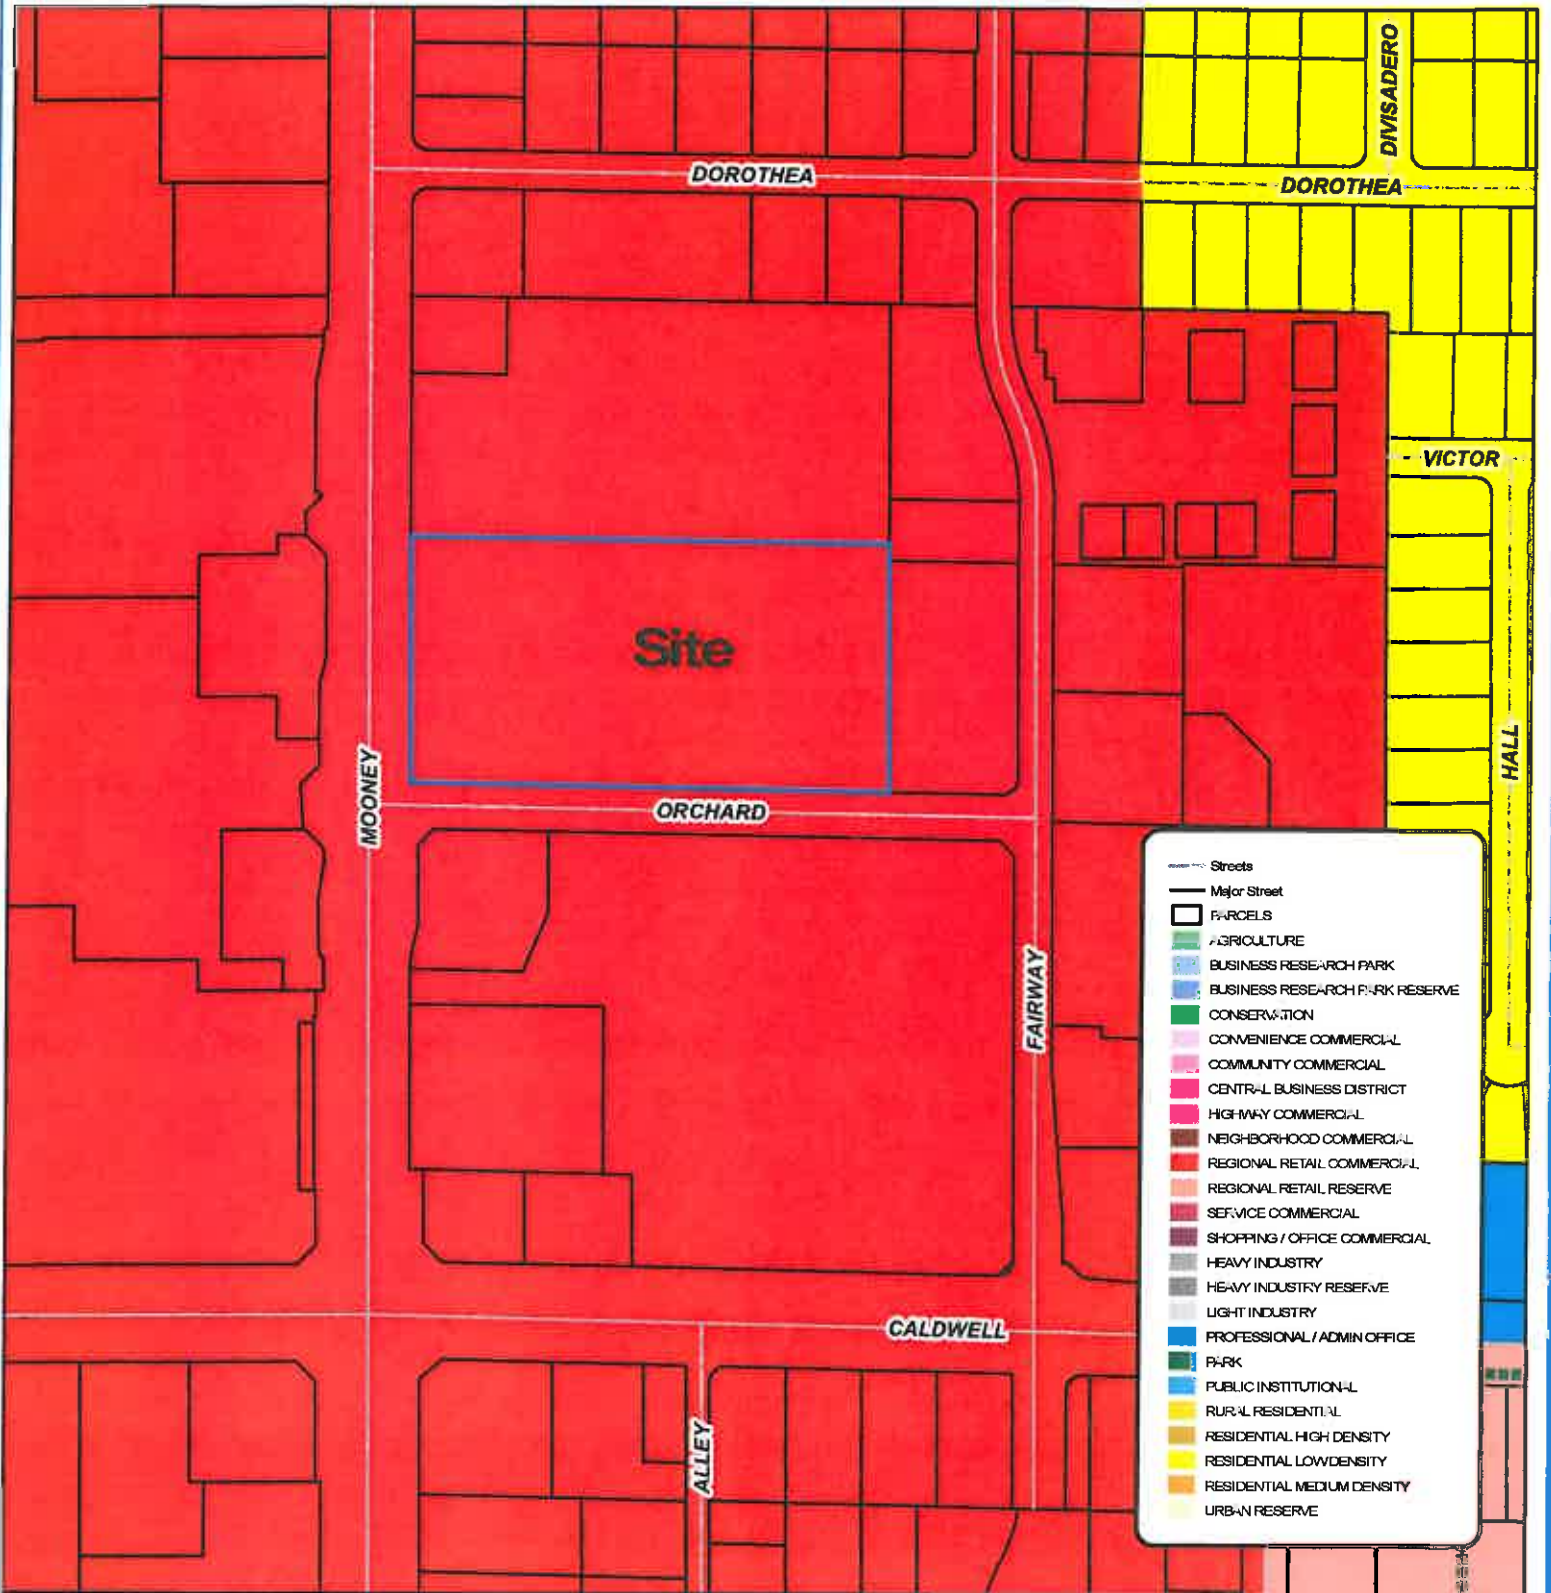 DIVISADERO
DOROTHEA
DOROTHEA
VICTOR
Site
HALL
MOONEY
ORCHARD
FAIRWAY
CALDWELL
ALLEY
Streets
Major Street
PARCELS
AGRICULTURE
BUSINESS RESEARCH PARK
BUSINESS RESEARCH PARK RESERVE
CONSERVATION
CONVENIENCE COMMERCIAL
COMMUNITY COMMERCIAL
CENTRAL BUSINESS DISTRICT
HIGHWAY COMMERCIAL
NEIGHBORHOOD COMMERCIAL
REGIONAL RETAIL COMMERCIAL
REGIONAL RETAIL RESERVE
SERVICE COMMERCIAL
SHOPPING / OFFICE COMMERCIAL
HEAVY INDUSTRY
HEAVY INDUSTRY RESERVE
LIGHT INDUSTRY
PROFESSIONAL / ADMIN OFFICE
PARK
PUBLIC INSTITUTIONAL
RURAL RESIDENTIAL
RESIDENTIAL HIGH DENSITY
RESIDENTIAL LOW DENSITY
RESIDENTIAL MEDIUM DENSITY
URBAN RESERVE